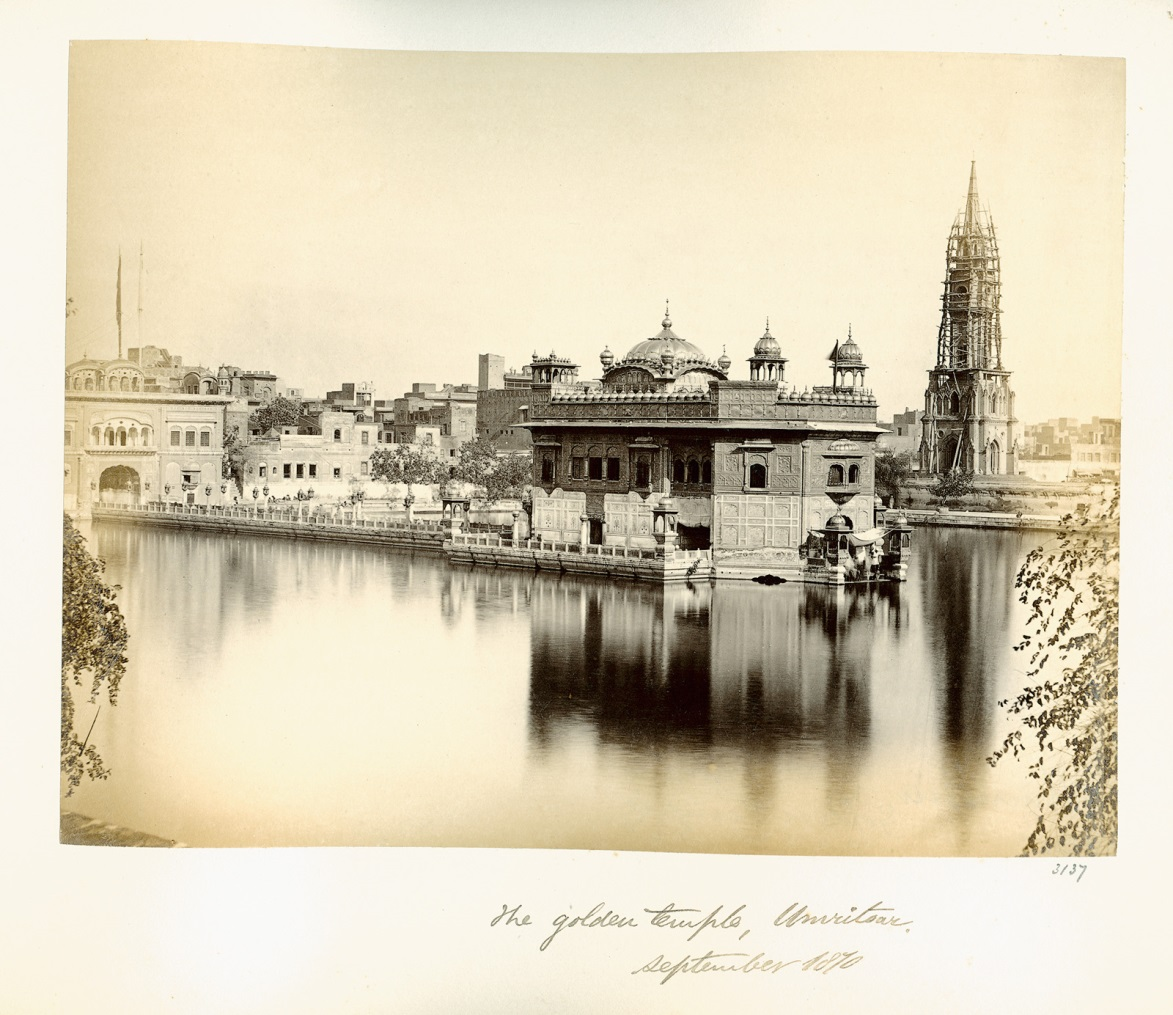 3137
The golden temple, Umritsar.
September 1870